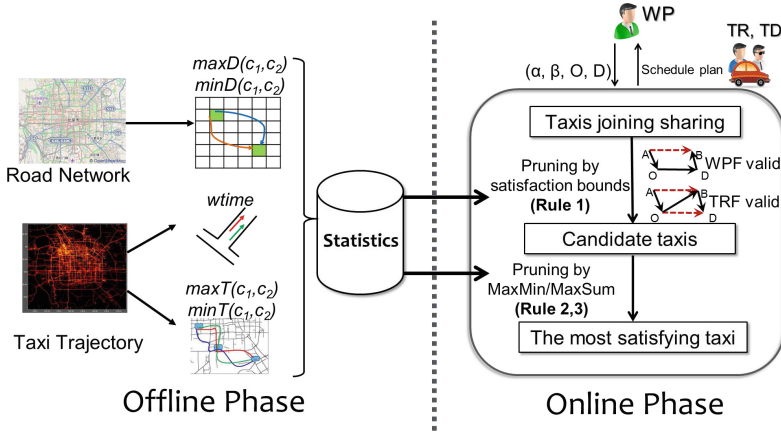 maxD(c1,c2)
minD(c1,c2)
Road Network
wtime
Taxi Trajectory
maxT(c1,c2)
minT(c1,c2)
Statistics
Offline Phase
WP
TR, TD
(α, β, O, D)
Schedule plan
Taxis joining sharing
Pruning by
satisfaction bounds
(Rule 1)
A
B
O
D
WPF valid
A
B
O
D
TRF valid
Candidate taxis
Pruning by
MaxMin/MaxSum
(Rule 2,3)
The most satisfying taxi
Online Phase